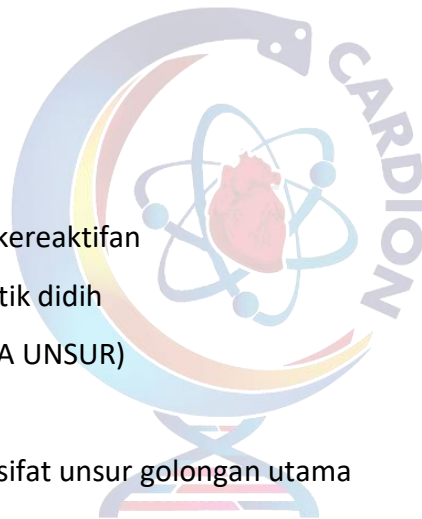 CARDION
kereaktifan
tik didih
A UNSUR)
sifat unsur golongan utama